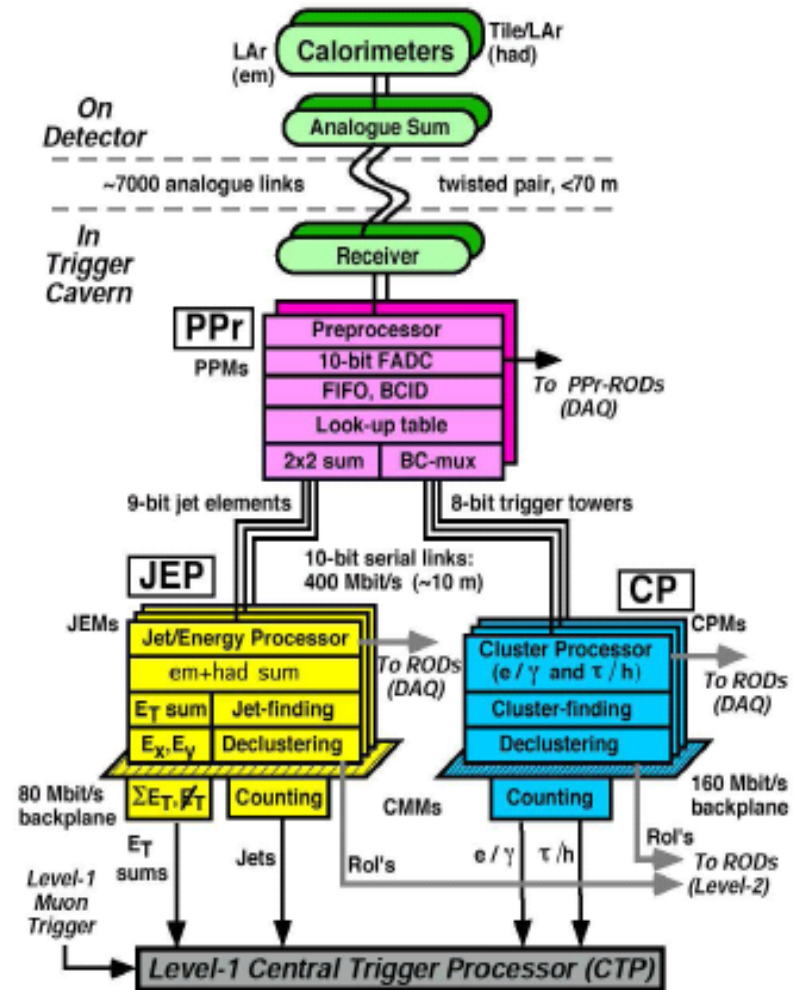 LAr
(em)
Calorimeters
Tile/LAr
(had)
On
Detector
Analogue Sum
~7000 analogue links
twisted pair, <70 m
In
Trigger
Cavern
Receiver
PPr
PPMs
Preprocessor
10-bit FADC
FIFO, BCID
Look-up table
2x2 sum
BC-mux
To PPr-RODs
(DAQ)
9-bit jet elements
8-bit trigger towers
10-bit serial links:
400 Mbit/s (~10 m)
JEP
JEMs
Jet/Energy Processor
em+had sum
ET sum
Jet-finding
Ex,Ey
Declustering
To RODs
(DAQ)
CP
CPMs
Cluster Processor
(e / γ and τ / h)
Cluster-finding
Declustering
To RODs
(DAQ)
80 Mbit/s
backplane
ΣET, E̸T
Counting
CMMs
Counting
160 Mbit/s
backplane
ET
sums
Jets
RoI's
e / γ
τ /h
RoI's
To RODs
(Level-2)
Level-1
Muon
Trigger
Level-1 Central Trigger Processor (CTP)